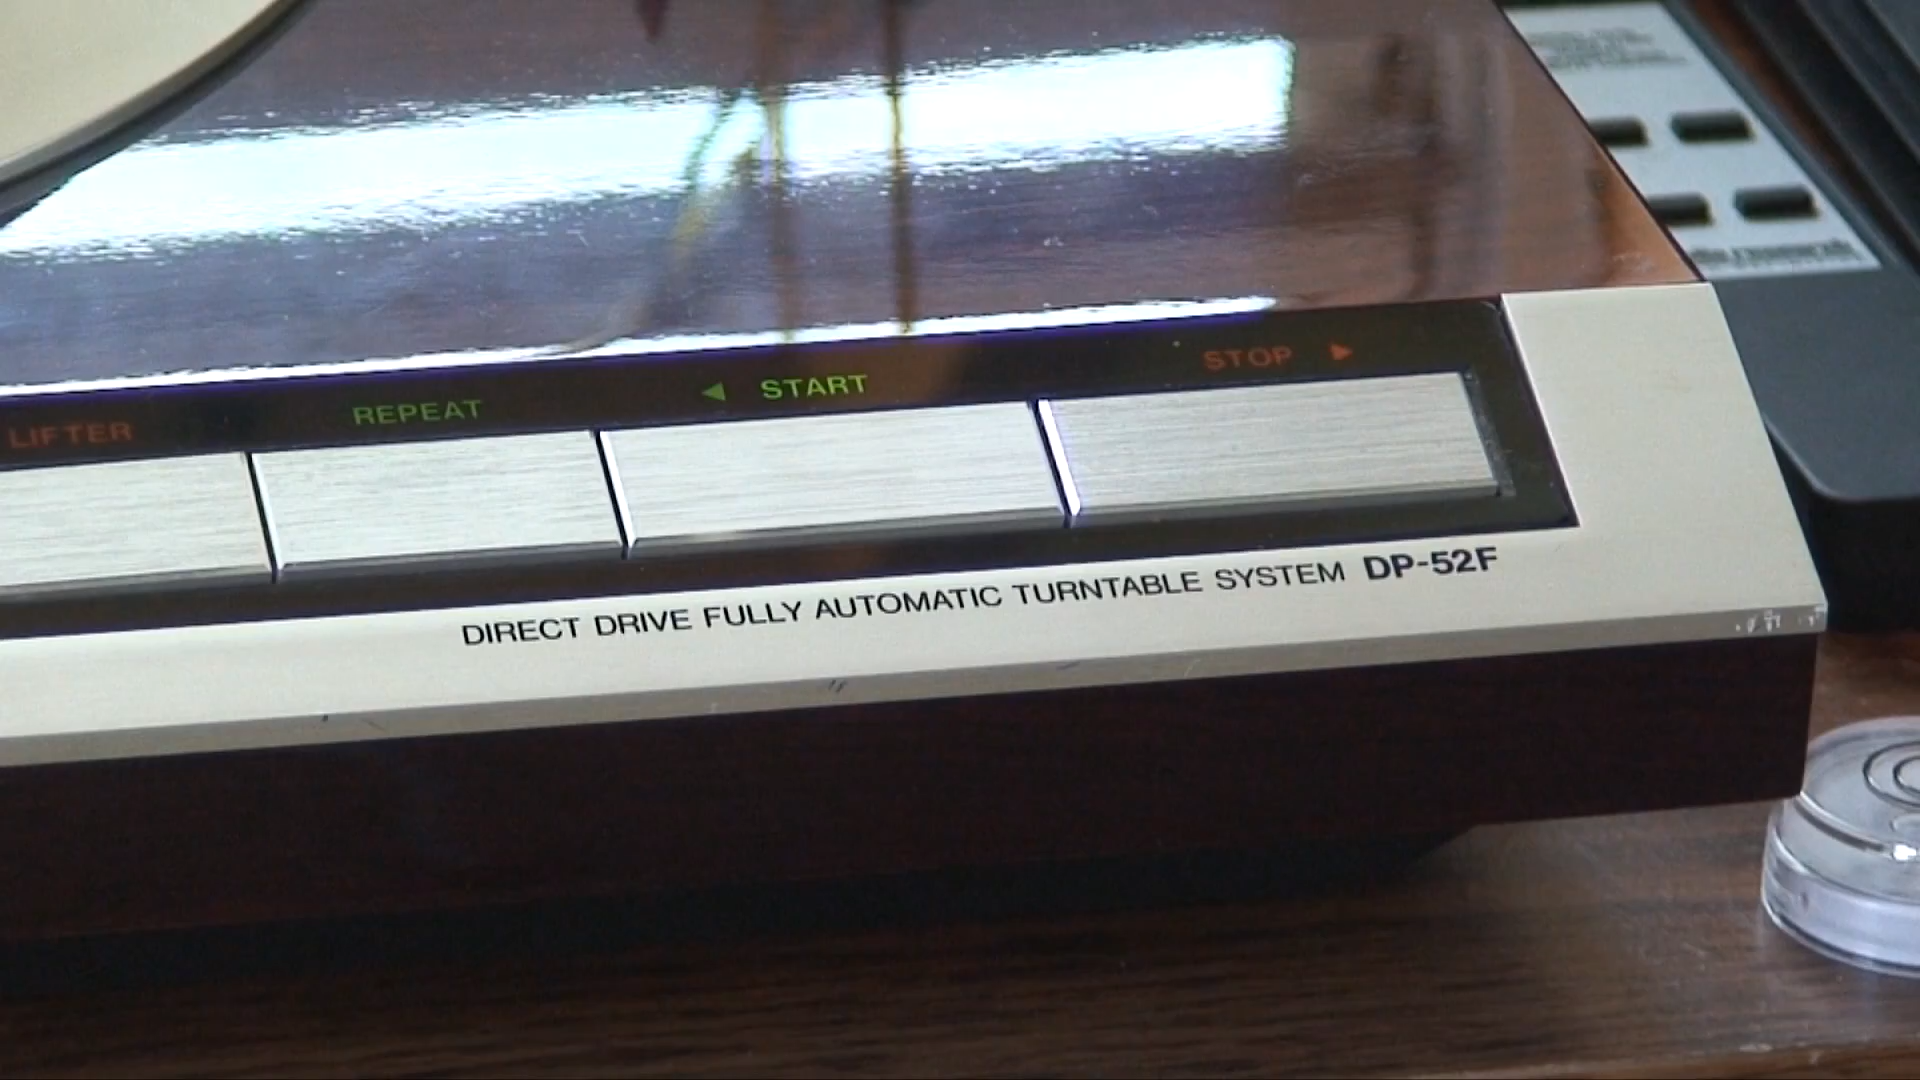 LIFTER
REPEAT
◄ START
STOP ►
DIRECT DRIVE FULLY AUTOMATIC TURNTABLE SYSTEM DP-52F